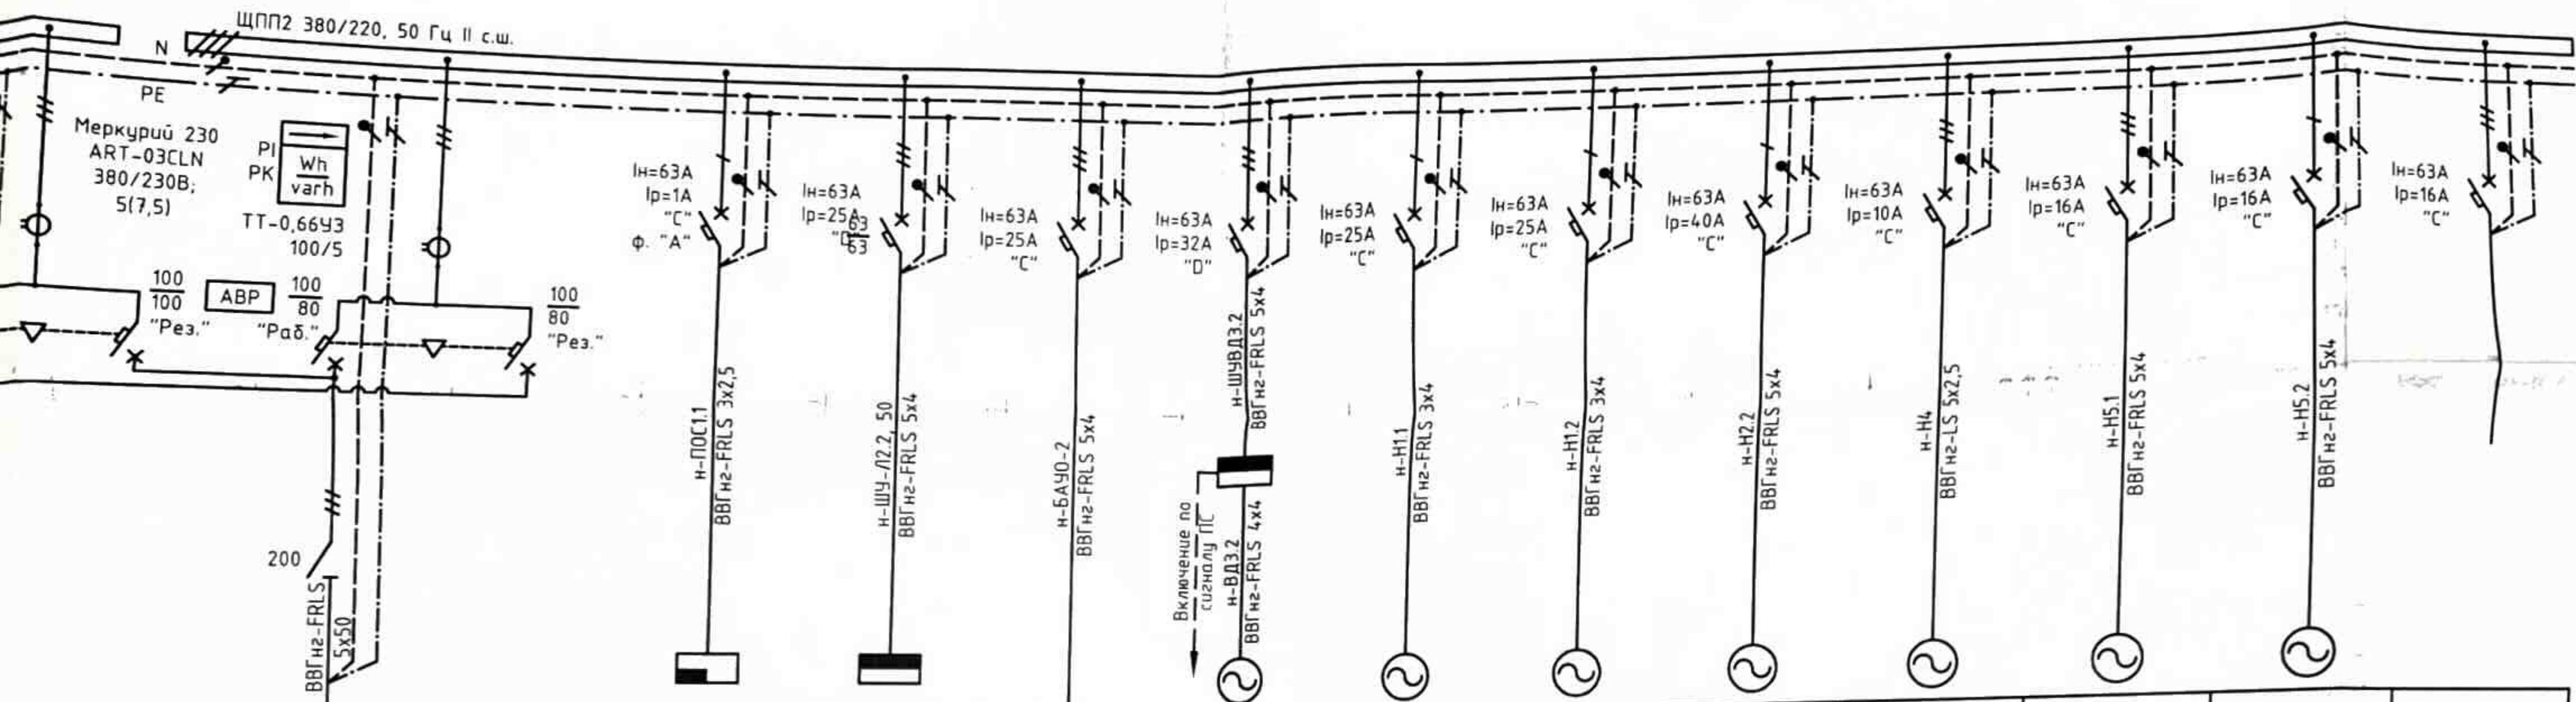 ЩПП2 380/220, 50 Гц II с.ш.
N
PE
Меркурий 230
ART-03CLN
380/230В;
5(7,5)
PI
PK
Wh
varh
ТТ-0,66У3
100/5
100
100
"Рез."
АВР
100
80
"Раб."
100
80
"Рез."
200
ВВГнг-FRLS
5х50
Iн=63А
Iр=1А
"С"
ф. "А"
н-ПОС1.1
ВВГнг-FRLS 3х2,5
Iн=63А
Iр=25А
63
63
н-ШУ-Л2.2, 50
ВВГнг-FRLS 5х4
Iн=63А
Iр=25А
"С"
н-БАУО-2
ВВГнг-FRLS 5х4
Iн=63А
Iр=32А
"D"
н-ШУВД3.2
ВВГнг-FRLS 5х4
Включение по
сигналу ПС
н-ВД3.2
ВВГнг-FRLS 4х4
Iн=63А
Iр=25А
"С"
н-Н1.1
ВВГнг-FRLS 3х4
Iн=63А
Iр=25А
"С"
н-Н1.2
ВВГнг-FRLS 3х4
Iн=63А
Iр=40А
"С"
н-Н2.2
ВВГнг-FRLS 5х4
Iн=63А
Iр=10А
"С"
н-Н4
ВВГнг-LS 5х2,5
Iн=63А
Iр=16А
"С"
н-Н5.1
ВВГнг-FRLS 5х4
Iн=63А
Iр=16А
"С"
н-Н5.2
ВВГнг-FRLS 5х4
Iн=63А
Iр=16А
"С"